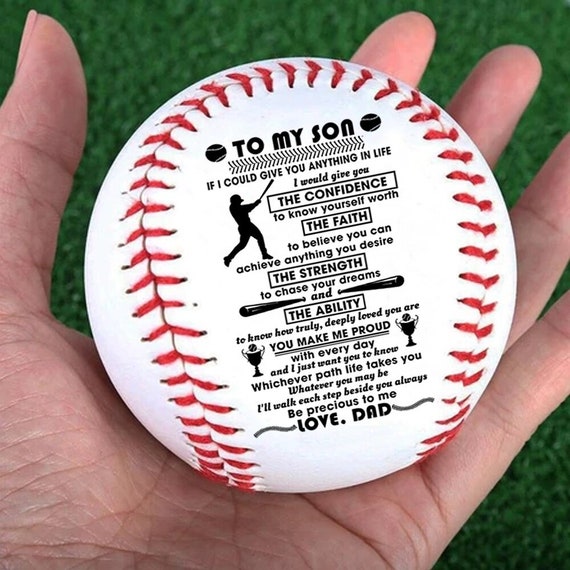 TO MY SON
IF I COULD GIVE YOU ANYTHING IN LIFE
I would give you
THE CONFIDENCE
to know yourself worth
THE FAITH
to believe you can
achieve anything you desire
THE STRENGTH
to chase your dreams
and
THE ABILITY
to know how truly, deeply loved you are
YOU MAKE ME PROUD
with every day
and i just want you to know
Whichever path life takes you
Whatever you may be
I'll walk each step beside you always
Be precious to me
LOVE. DAD